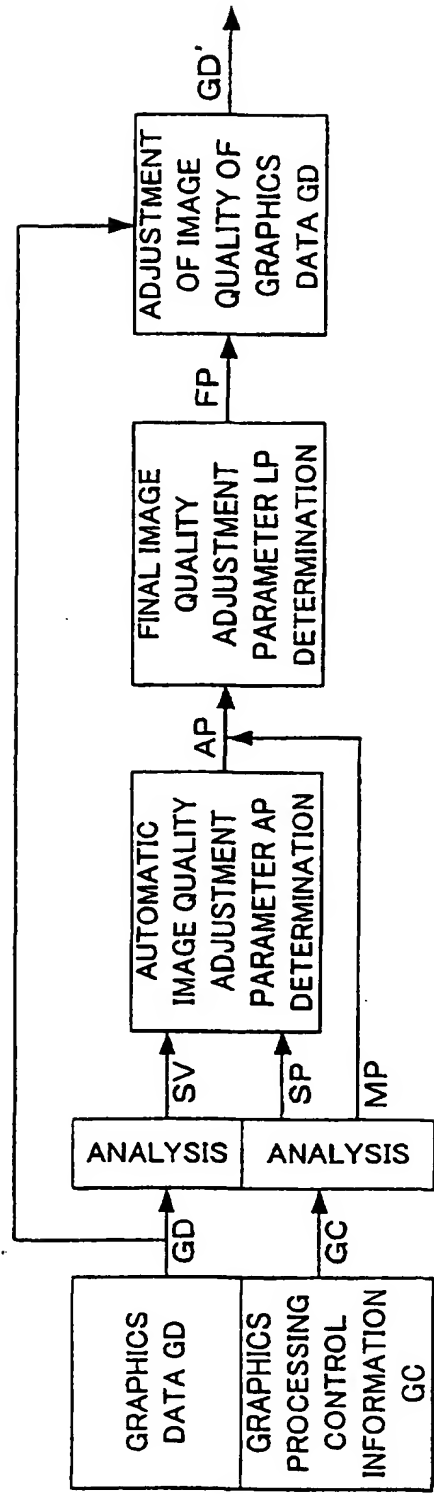 GRAPHICS
DATA GD
GRAPHICS
PROCESSING
CONTROL
INFORMATION
GC
GD
GC
ANALYSIS
ANALYSIS
SV
SP
MP
AUTOMATIC
IMAGE QUALITY
ADJUSTMENT
PARAMETER AP
DETERMINATION
AP
FINAL IMAGE
QUALITY
ADJUSTMENT
PARAMETER LP
DETERMINATION
FP
ADJUSTMENT
OF IMAGE
QUALITY OF
GRAPHICS
DATA GD
GD'